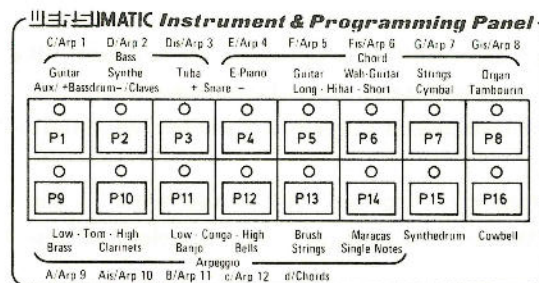 WERSIMATIC Instrument & Programming Panel
C/Arp 1 D/Arp 2 Dis/Arp 3 E/Arp 4 F/Arp 5 Fis/Arp 6 G/Arp 7 Gis/Arp 8
Bass Chord
Guitar Synthe Tuba E-Piano Guitar Wah-Guitar Strings Organ
Aux/ +Bassdrum-/Claves + Snare - Long - Hihat - Short Cymbal Tambourin
P1 P2 P3 P4 P5 P6 P7 P8
P9 P10 P11 P12 P13 P14 P15 P16
Low - Tom - High Low - Conga - High Brush Maracas Synthedrum Cowbell
Brass Clarinets Banjo Bells Strings Single Notes
Arpeggio
A/Arp 9 Ais/Arp 10 B/Arp 11 c/Arp 12 d/Chords